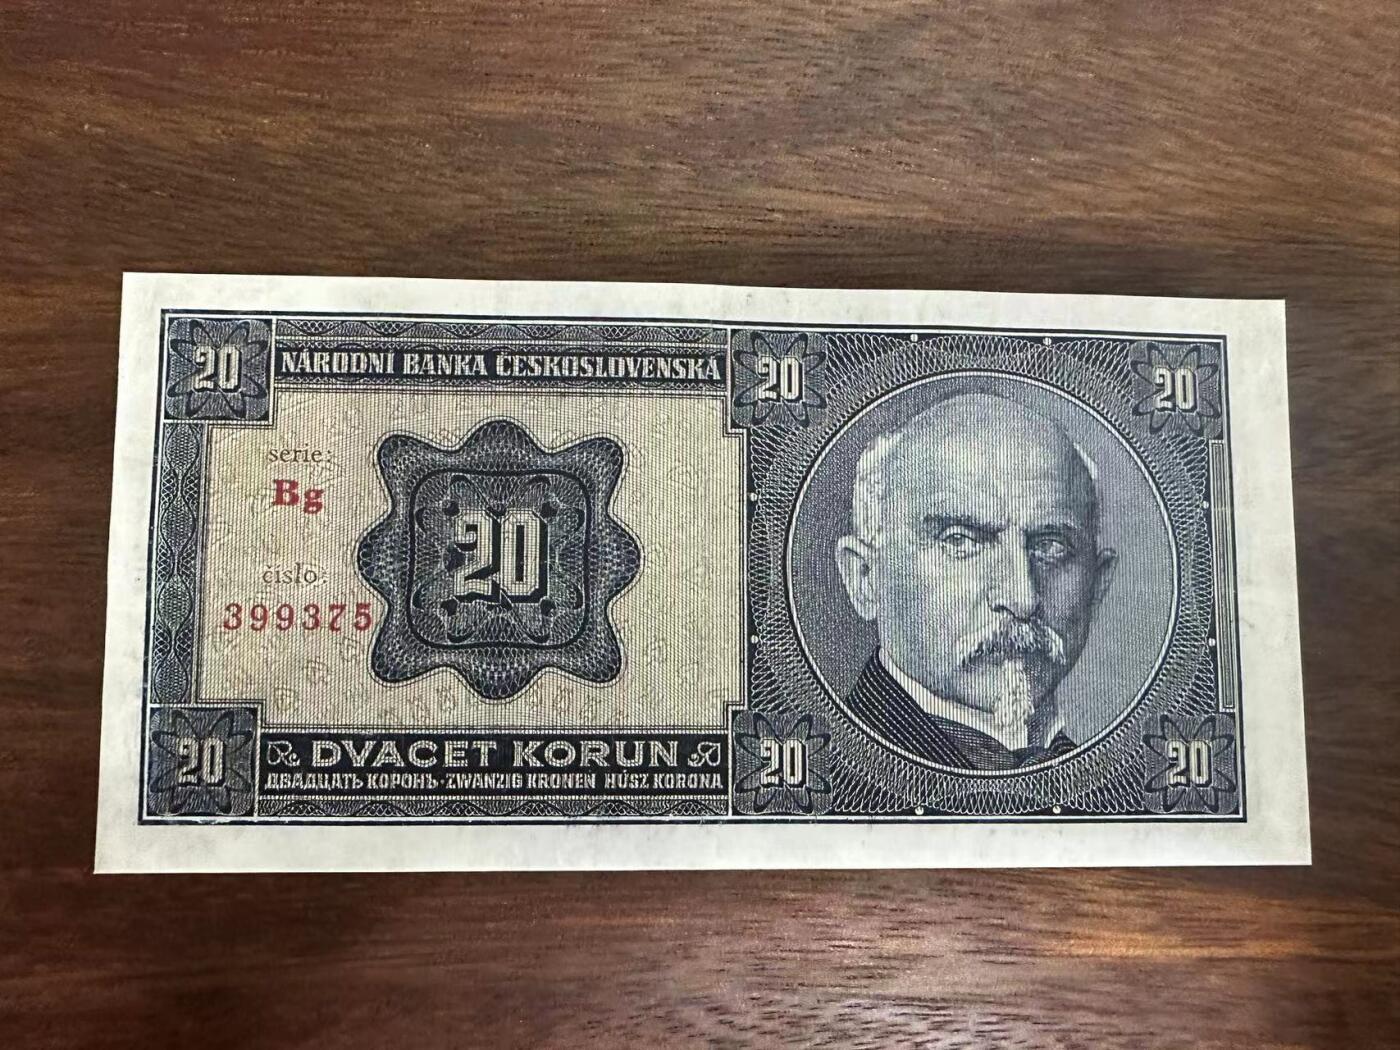 20 NÁRODNÍ BANKA ČESKOSLOVENSKÁ 20 20
serie:
Bg
20
číslo:
399375
20 DVACET KORUN 20 20
ДВАДЦАТЬ КОРОНЪ·ZWANZIG KRONEN HÚSZ KORONA